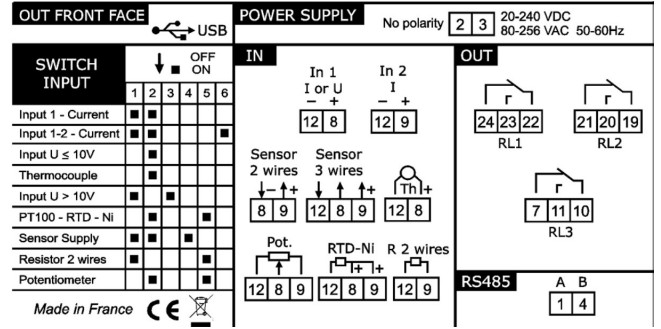 OUT FRONT FACE
USB
SWITCH INPUT
OFF
ON
1 2 3 4 5 6
Input 1 - Current
Input 1-2 - Current
Input U ≤ 10V
Thermocouple
Input U > 10V
PT100 - RTD - Ni
Sensor Supply
Resistor 2 wires
Potentiometer
Made in France CE
POWER SUPPLY
No polarity 2 3 20-240 VDC
80-256 VAC 50-60Hz
IN
In 1
I or U
- +
12 8
In 2
I
- +
12 9
Sensor
2 wires
- +
8 9
Sensor
3 wires
+
12 8 9
Th +
12 8
Pot.
12 8 9
RTD-Ni
+ +
12 8 9
R 2 wires
12 9
OUT
24 23 22
RL1
21 20 19
RL2
7 11 10
RL3
RS485
A B
1 4